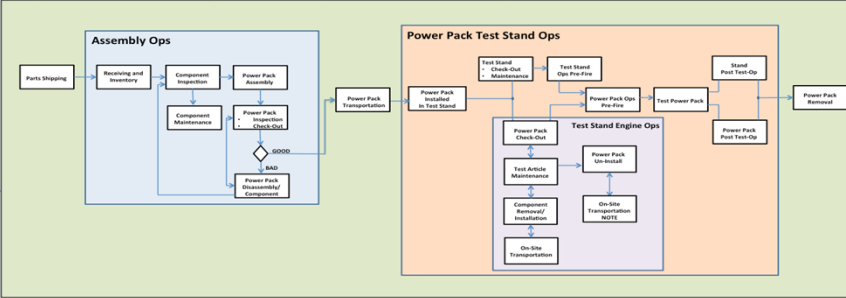 Assembly Ops
Parts Shipping
Receiving and
Inventory
Component
Inspection
Power Pack
Assembly
Component
Maintenance
Power Pack
• Inspection
• Check-Out
GOOD
BAD
Power Pack
Disassembly/
Component
Power Pack
Transportation
Power Pack Test Stand Ops
Power Pack
Installed
In Test Stand
Test Stand
• Check-Out
• Maintenance
Test Stand
Ops Pre-Fire
Power Pack Ops
Pre-Fire
Test Power Pack
Stand
Post Test-Op
Power Pack
Post Test-Op
Power Pack
Removal
Test Stand Engine Ops
Power Pack
Check-Out
Test Article
Maintenance
Component
Removal/
Installation
On-Site
Transportation
Power Pack
Un-Install
On-Site
Transportation
NOTE